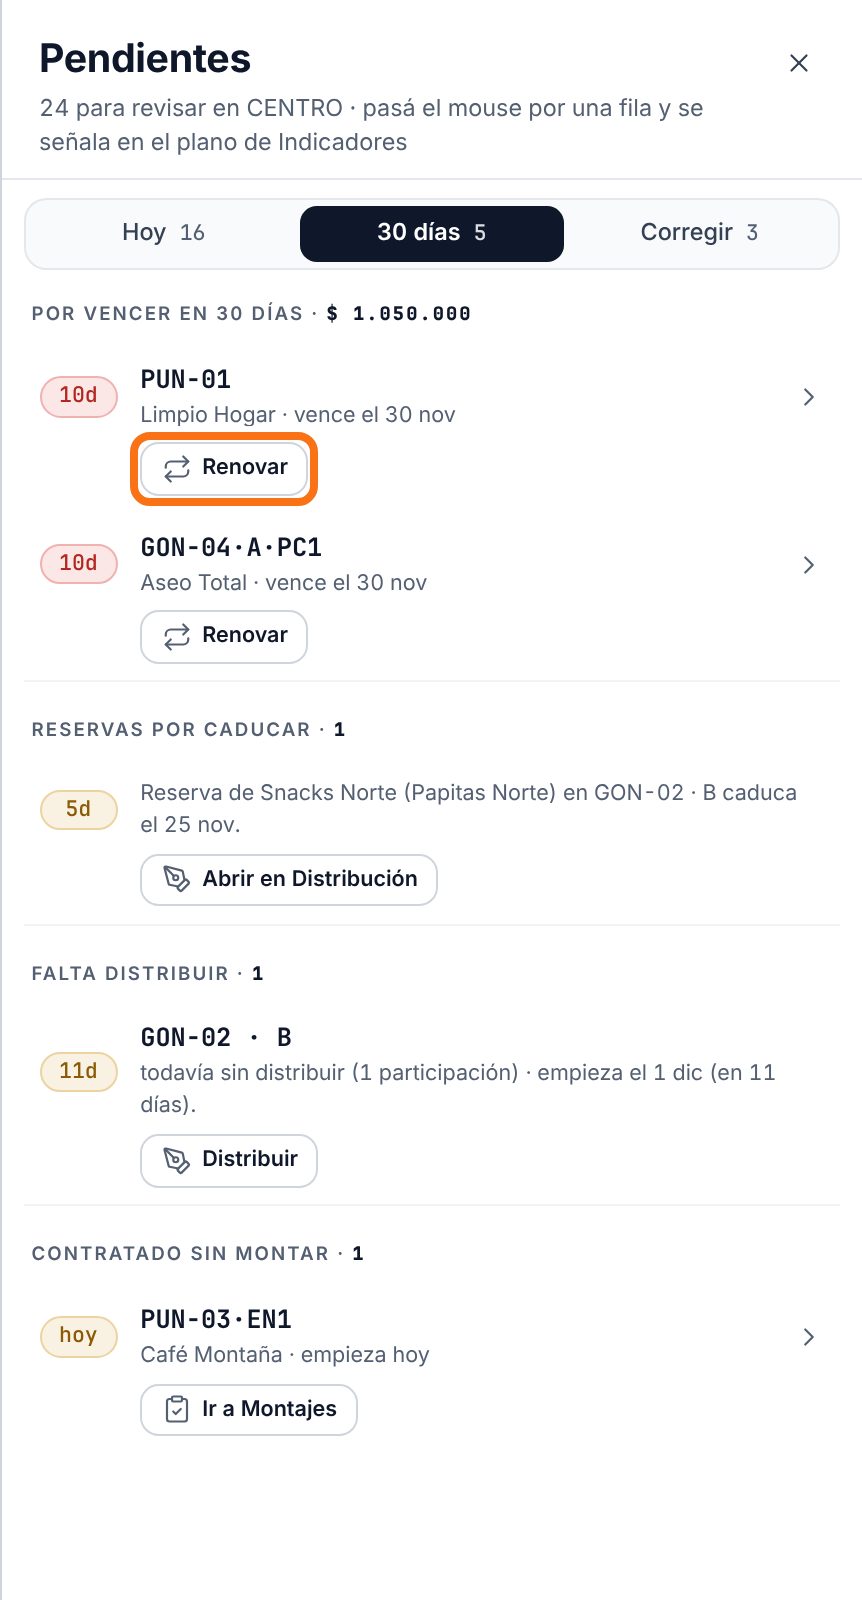 Pendientes
24 para revisar en CENTRO · pasá el mouse por una fila y se
señala en el plano de Indicadores
Hoy 16
30 días 5
Corregir 3
POR VENCER EN 30 DÍAS · $ 1.050.000
10d
PUN-01
Limpio Hogar · vence el 30 nov
Renovar
10d
GON-04·A·PC1
Aseo Total · vence el 30 nov
Renovar
RESERVAS POR CADUCAR · 1
5d
Reserva de Snacks Norte (Papitas Norte) en GON-02 · B caduca
el 25 nov.
Abrir en Distribución
FALTA DISTRIBUIR · 1
11d
GON-02 · B
todavía sin distribuir (1 participación) · empieza el 1 dic (en 11
días).
Distribuir
CONTRATADO SIN MONTAR · 1
hoy
PUN-03·EN1
Café Montaña · empieza hoy
Ir a Montajes